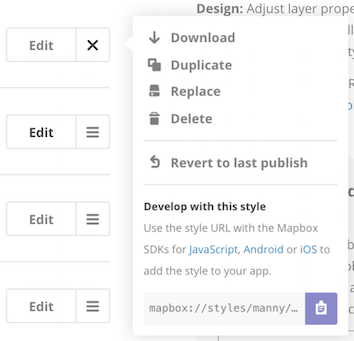 Design: Adjust layer prope
Edit
Download
Duplicate
Replace
Edit
Delete
Revert to last publish
Develop with this style
Edit
Use the style URL with the Mapbox
SDKs for JavaScript, Android or iOS to
add the style to your app.
Edit
mapbox://styles/manny/...